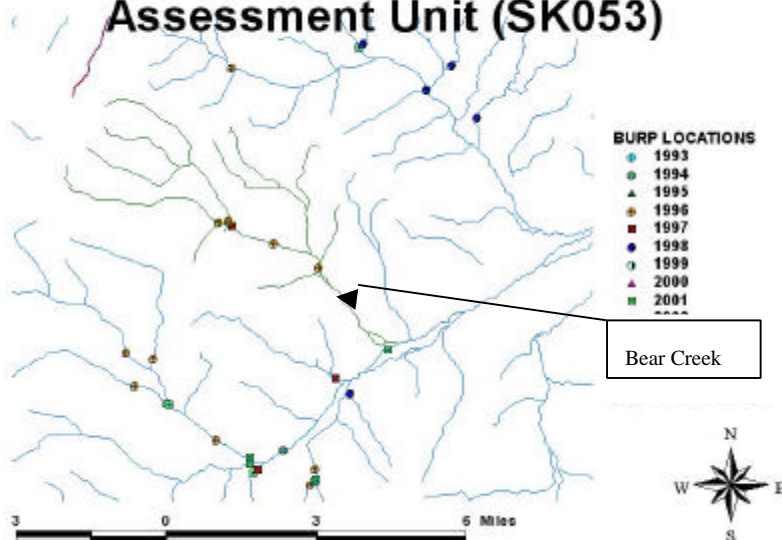 Assessment Unit (SK053)
BURP LOCATIONS
1993
1994
1995
1996
1997
1998
1999
2000
2001
Bear Creek
N
W E
S
3 0 3 6 Miles